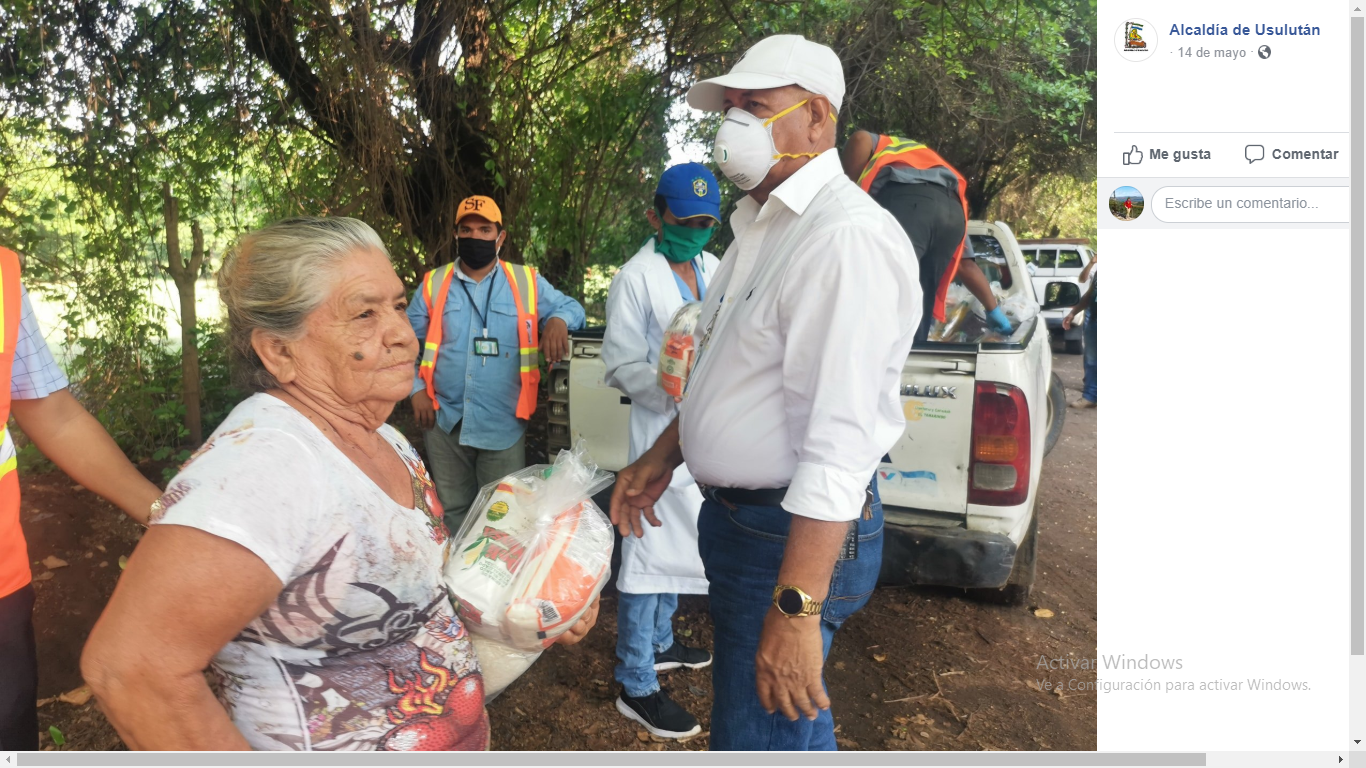 Alcaldía de Usulután
· 14 de mayo ·
Me gusta
Comentar
Escribe un comentario...
SF
LUX
Activar Windows
Ve a Configuración para activar Windows.